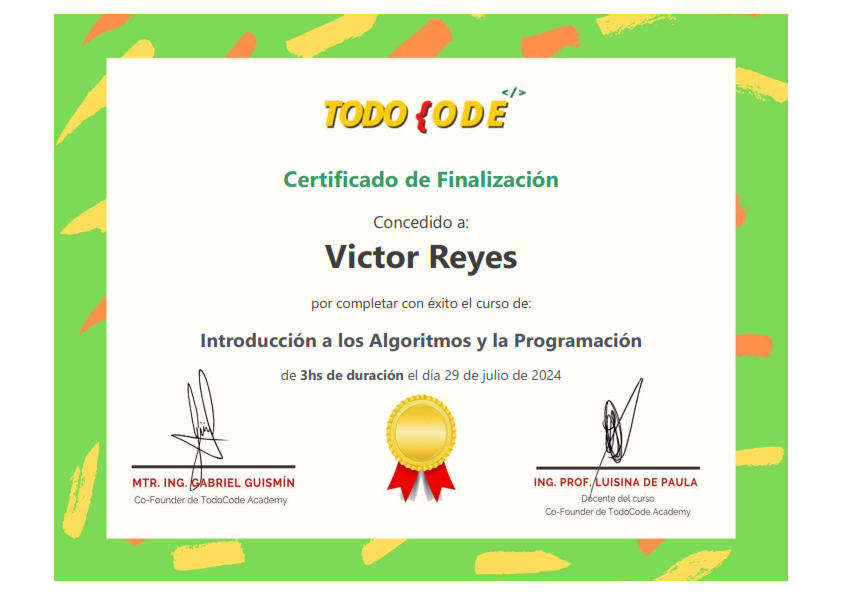 </>
TODO {ODE
Certificado de Finalización
Concedido a:
Victor Reyes
por completar con éxito el curso de:
Introducción a los Algoritmos y la Programación
de 3hs de duración el día 29 de julio de 2024
MTR. ING. GABRIEL GUISMÍN
Co-Founder de TodoCode Academy
ING. PROF. LUISINA DE PAULA
Docente del curso
Co-Founder de TodoCode Academy